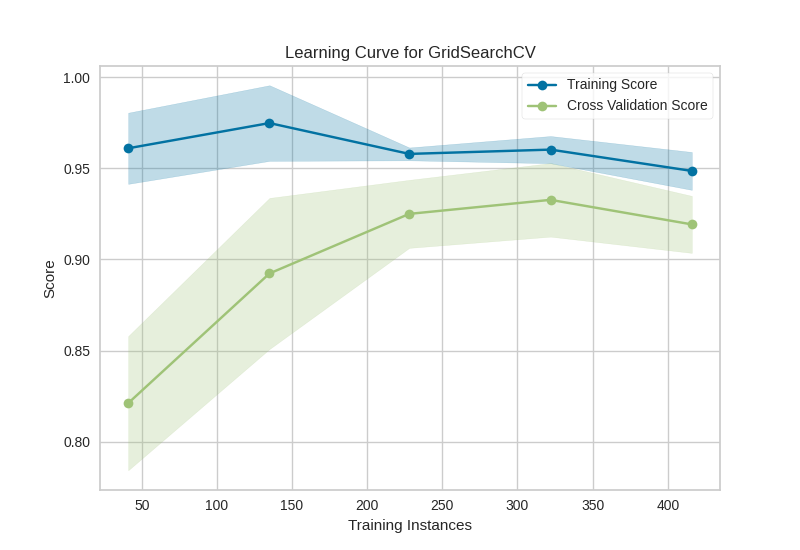 Learning Curve for GridSearchCV
Training Score
Cross Validation Score
1.00
0.95
0.90
0.85
0.80
Score
50 100 150 200 250 300 350 400
Training Instances